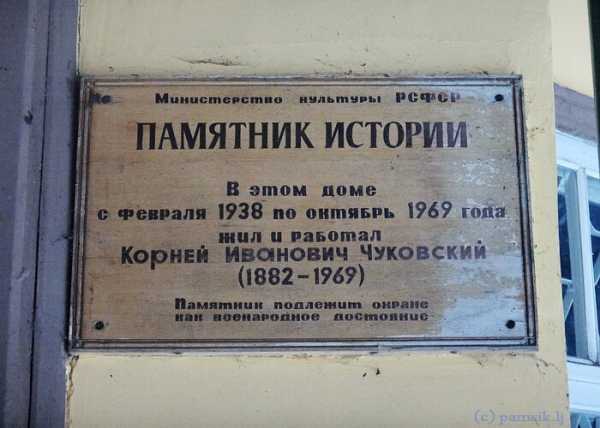 Министерство культуры РСФСР
ПАМЯТНИК ИСТОРИИ
В этом доме
с февраля 1938 по октябрь 1969 года
жил и работал
Корней Иванович Чуковский
(1882-1969)
Памятник подлежит охране
как всенародное достояние
(c) pamsik.lj